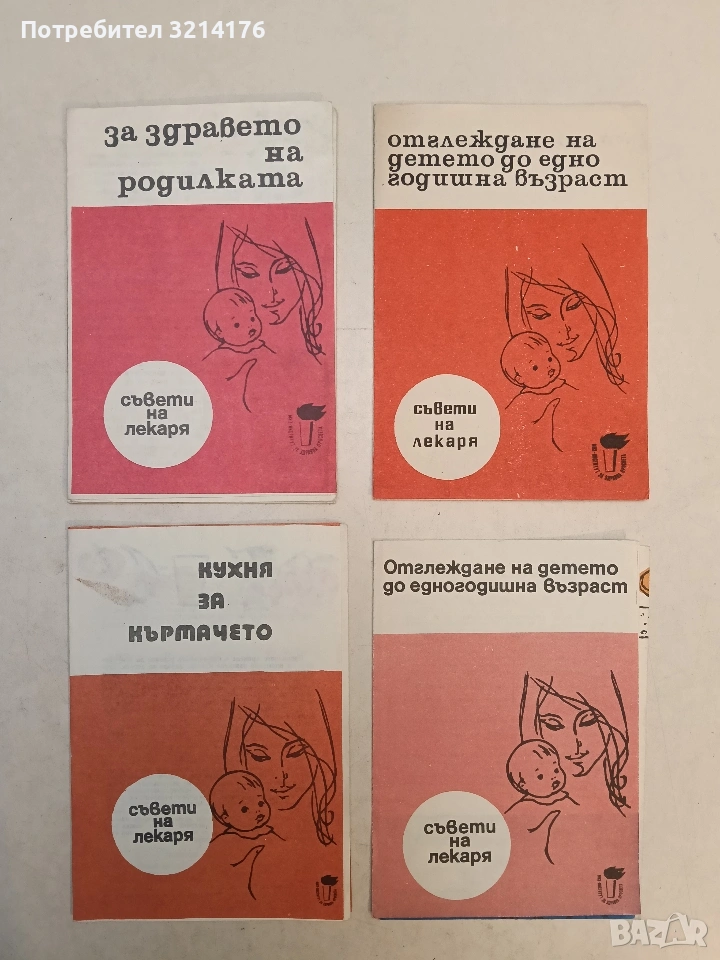 Потребител 3214176
за здравето
на
родилката
съвети
на
лекаря
отглеждане на
детето до едно
годишна възраст
съвети
на
лекаря
КУХНЯ
ЗА
КЪРМАЧЕТО
съвети
на
лекаря
Отглеждане на детето
до едногодишна възраст
съвети
на
лекаря
BAZAR